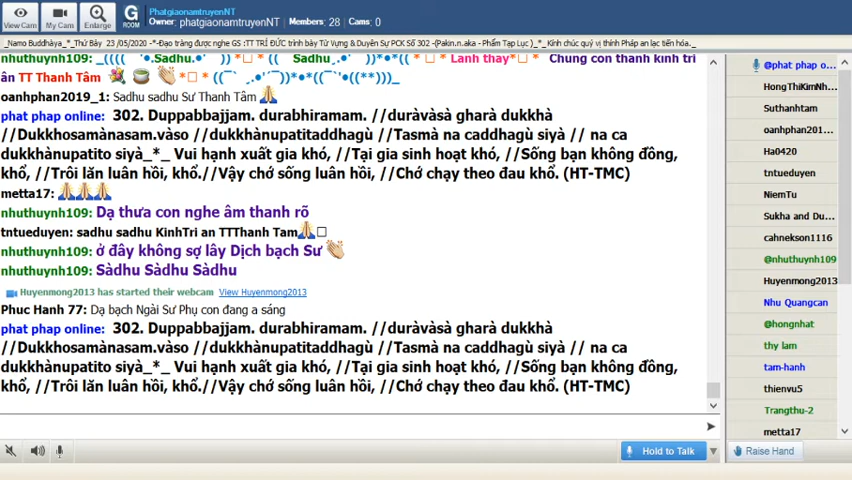 PhatgiaonamtruyenNT
Owner: phatgiaonamtruyenNT Members: 28 Cams: 0
View Cam My Cam Enlarge G ROOM
_Namo Buddhàya_*_Thứ Bảy 23 /05/2020 -*-Đạo tràng được nghe GS :TT TRÍ ĐỨC trình bày Từ Vựng & Duyên Sự PCK Số 302 -(Pakin.n.aka - Phẩm Tạp Lục )_*_ Kính chúc quý vị thính Pháp an lạc tiến hóa._
nhuthuynh109: Sadhu Sadhu Lanh thay Chung con thanh kinh tri
ân TT Thanh Tâm
oanhphan2019_1: Sadhu sadhu Sư Thanh Tâm
phat phap online: 302. Duppabbajjam. durabhiramam. //duràvàsà gharà dukkhà
//Dukkhosamànasam.vàso //dukkhànupatitaddhagù //Tasmà na caddhagù siyà // na ca
dukkhànupatito siyà_*_ Vui hạnh xuất gia khó, //Tại gia sinh hoạt khó, //Sống bạn không đồng,
khổ, //Trôi lăn luân hồi, khổ.//Vậy chớ sống luân hồi, //Chớ chạy theo đau khổ. (HT-TMC)
metta17:
nhuthuynh109: Dạ thưa con nghe âm thanh rõ
tntueduyen: sadhu sadhu KinhTri an TTThanh Tam
nhuthuynh109: ở đây không sợ lây Dịch bạch Sư
nhuthuynh109: Sàdhu Sàdhu Sàdhu
Huyenmong2013 has started their webcam View Huyenmong2013
Phuc Hanh 77: Dạ bạch Ngài Sư Phụ con đang a sáng
phat phap online: 302. Duppabbajjam. durabhiramam. //duràvàsà gharà dukkhà
//Dukkhosamànasam.vàso //dukkhànupatitaddhagù //Tasmà na caddhagù siyà // na ca
dukkhànupatito siyà_*_ Vui hạnh xuất gia khó, //Tại gia sinh hoạt khó, //Sống bạn không đồng,
khổ, //Trôi lăn luân hồi, khổ.//Vậy chớ sống luân hồi, //Chớ chạy theo đau khổ. (HT-TMC)
@phat phap o...
HongThiKimNh...
Suthanhtam
oanhphan201...
Ha0420
tntueduyen
NiemTu
Sukha and Du...
cahnekson1116
@nhuthuynh109
Huyenmong2013
Nhu Quangcan
@hongnhat
thy lam
tam-hanh
thienvu5
Trangthu-2
metta17
Hold to Talk
Raise Hand